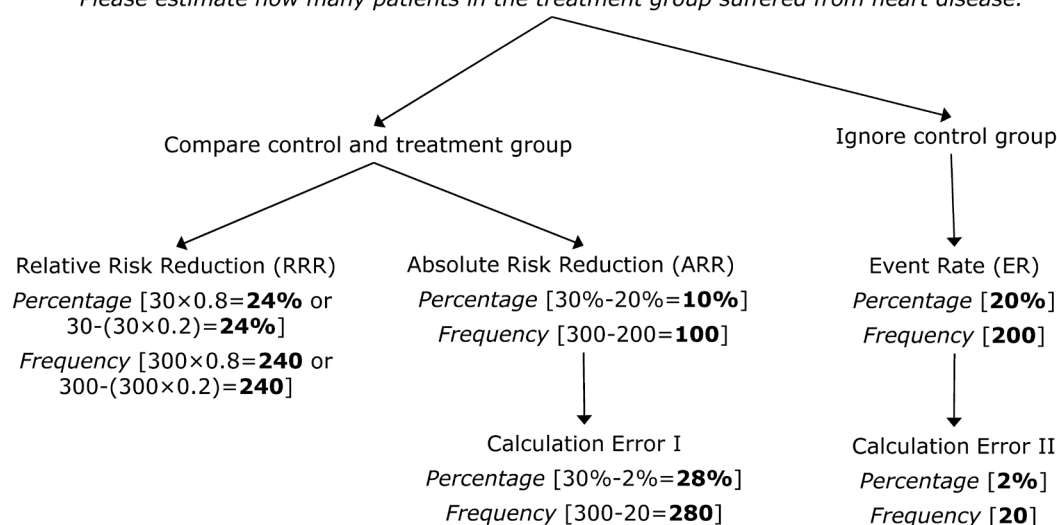 Please estimate how many patients in the treatment group suffered from heart disease.
Compare control and treatment group
Ignore control group
Relative Risk Reduction (RRR)
Percentage [30×0.8=24% or
30-(30×0.2)=24%]
Frequency [300×0.8=240 or
300-(300×0.2)=240]
Absolute Risk Reduction (ARR)
Percentage [30%-20%=10%]
Frequency [300-200=100]
Event Rate (ER)
Percentage [20%]
Frequency [200]
Calculation Error I
Percentage [30%-2%=28%]
Frequency [300-20=280]
Calculation Error II
Percentage [2%]
Frequency [20]